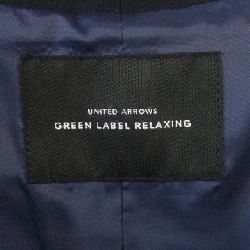 UNITED ARROWS
GREEN LABEL RELAXING